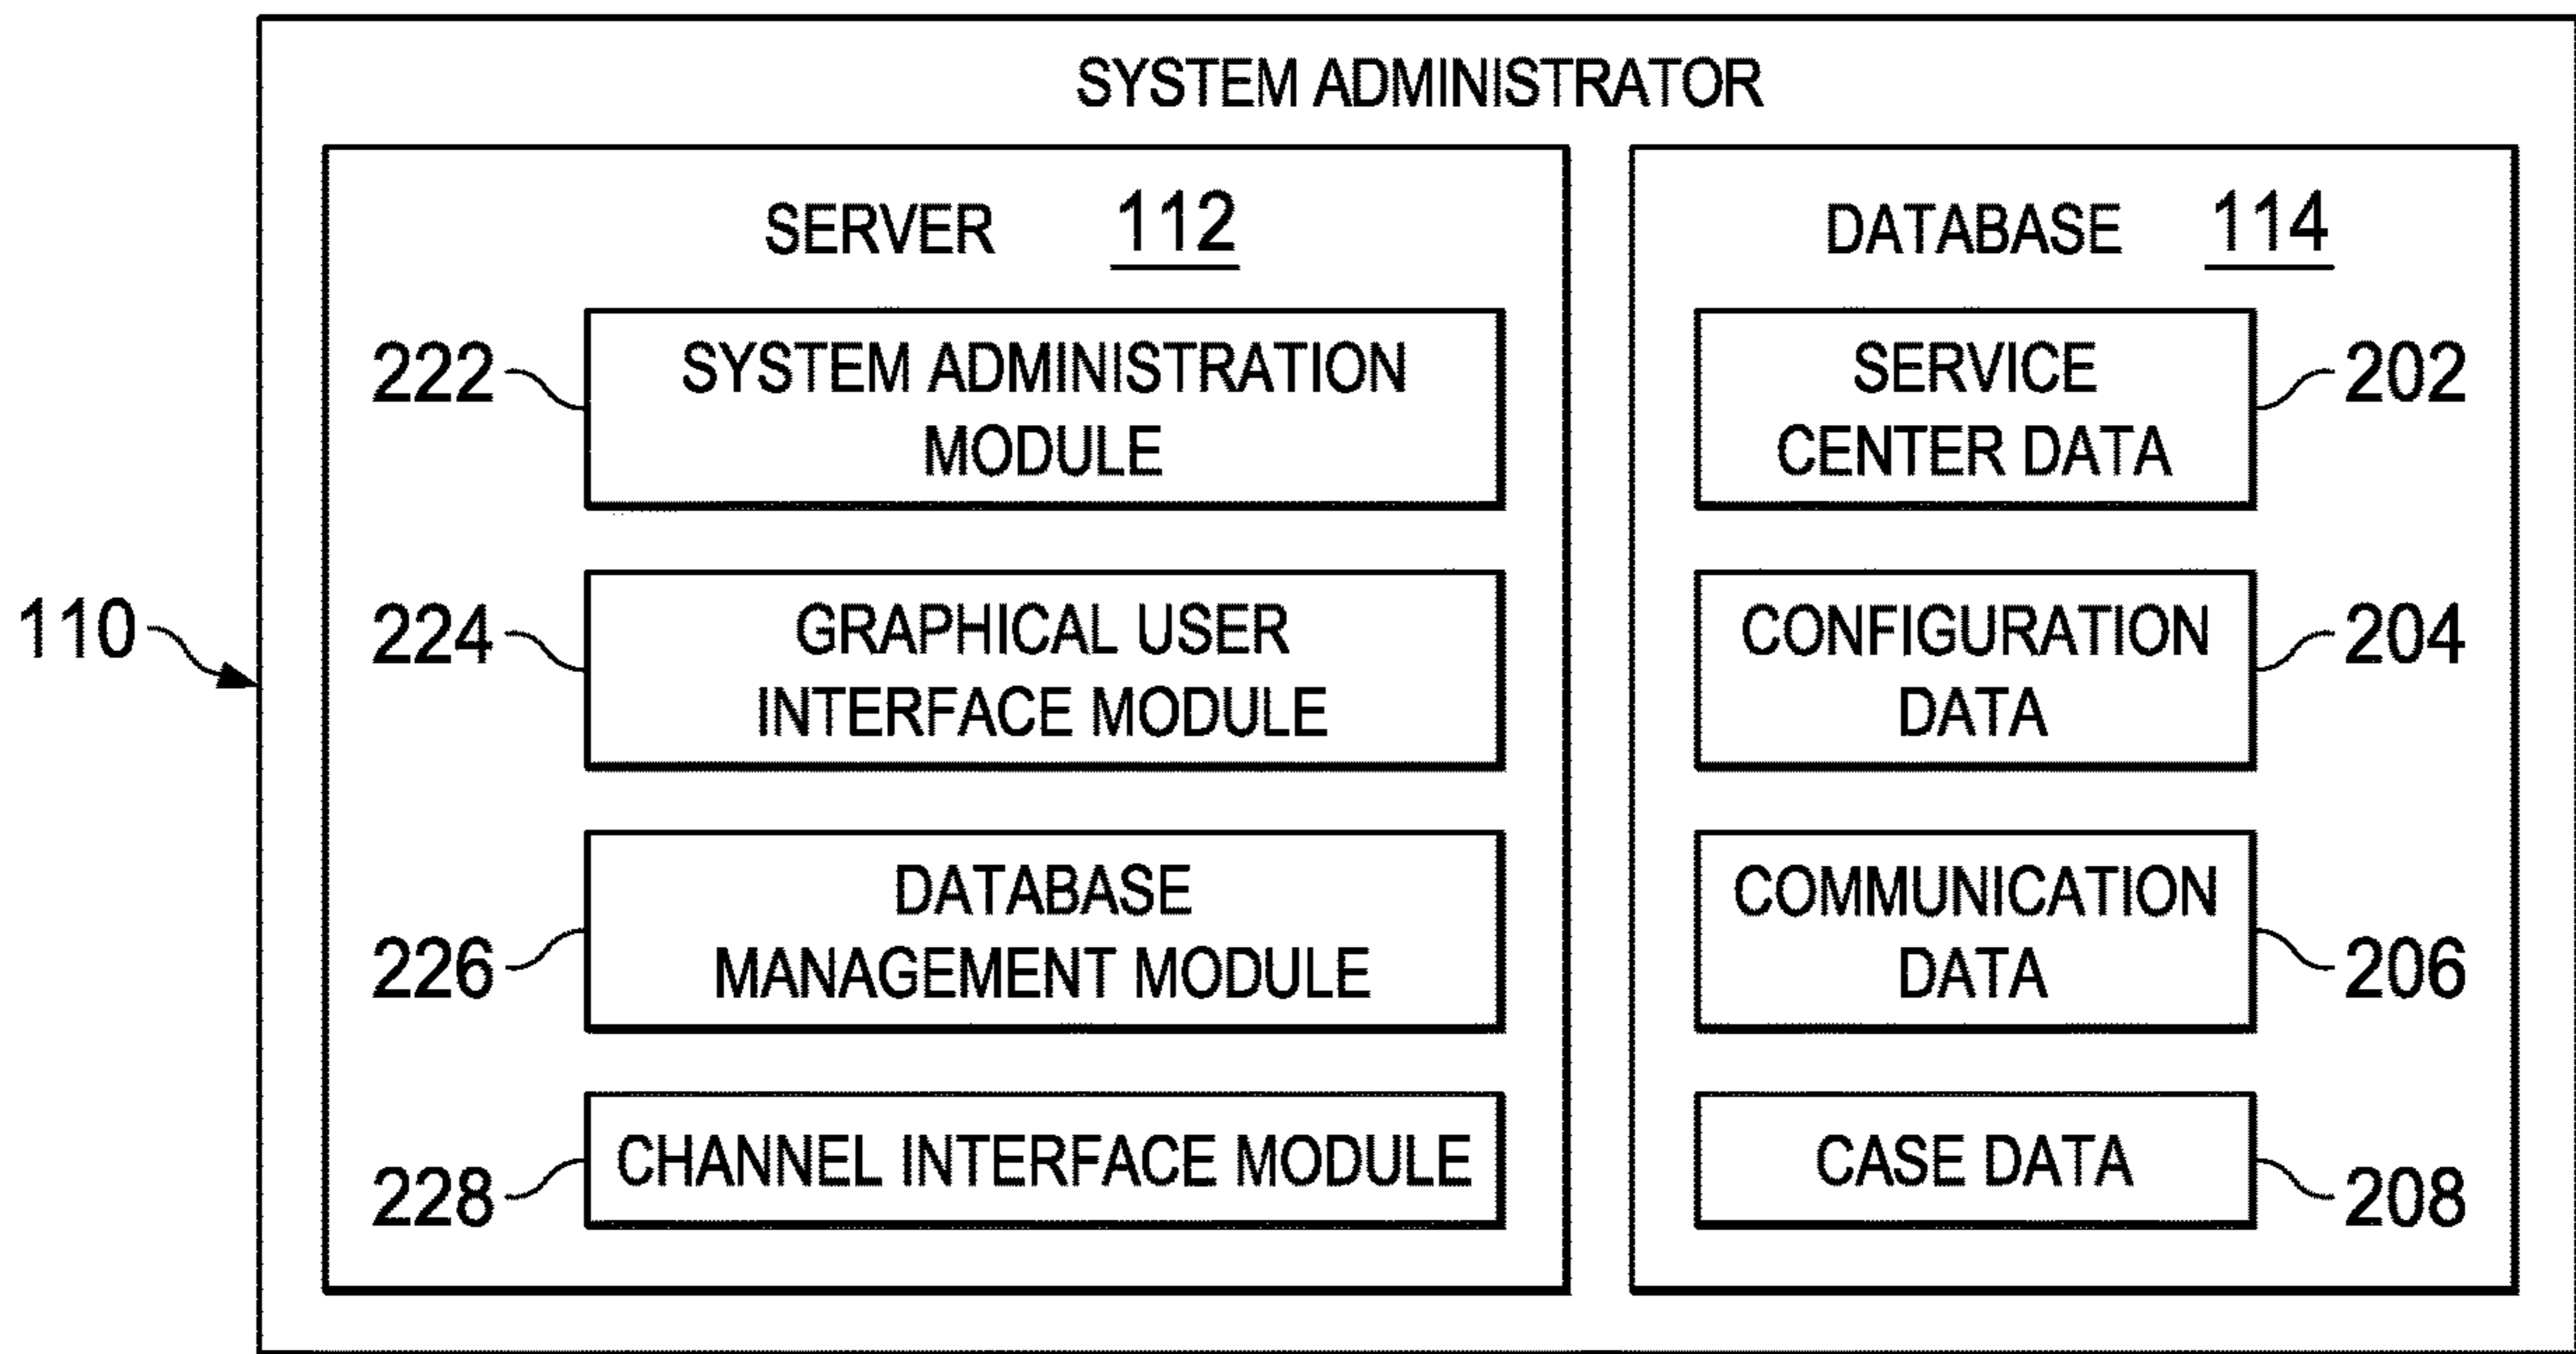 SYSTEM ADMINISTRATOR
110
SERVER 112
222
SYSTEM ADMINISTRATION
MODULE
224
GRAPHICAL USER
INTERFACE MODULE
226
DATABASE
MANAGEMENT MODULE
228
CHANNEL INTERFACE MODULE
DATABASE 114
SERVICE
CENTER DATA
202
CONFIGURATION
DATA
204
COMMUNICATION
DATA
206
CASE DATA
208